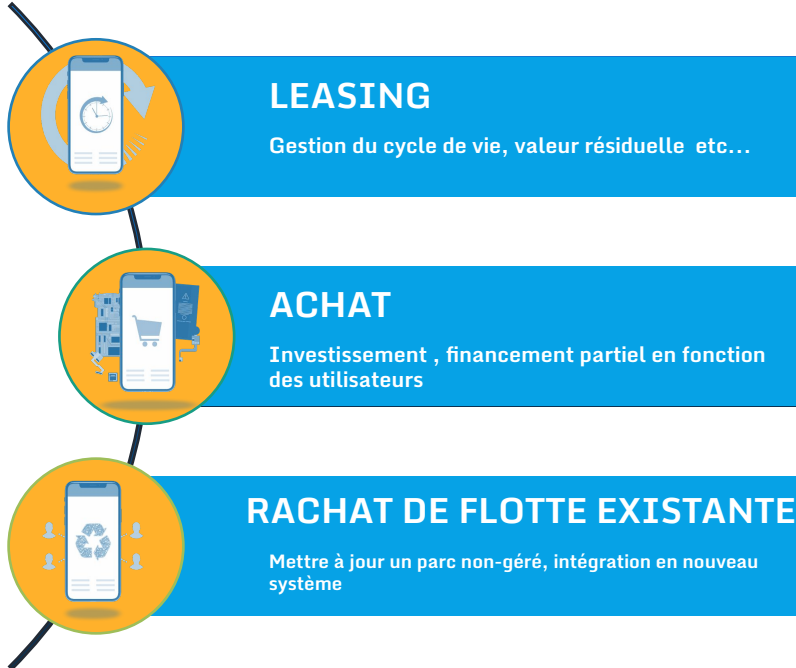 LEASING
Gestion du cycle de vie, valeur résiduelle  etc...
ACHAT
Investissement , financement partiel en fonction
des utilisateurs
RACHAT DE FLOTTE EXISTANTE
Mettre à jour un parc non-géré, intégration en nouveau
système